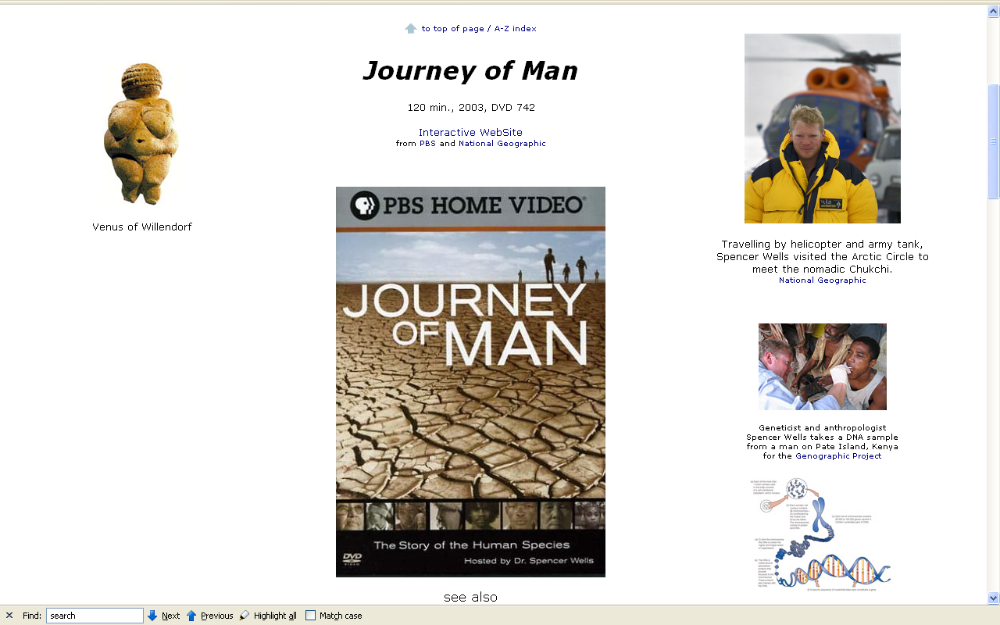 to top of page / A-Z index
Journey of Man
120 min., 2003, DVD 742
Interactive WebSite
from PBS and National Geographic
Venus of Willendorf
PBS HOME VIDEO
JOURNEY
OF MAN
The Story of the Human Species
Hosted by Dr. Spencer Wells
DVD
VIDEO
see also
Travelling by helicopter and army tank,
Spencer Wells visited the Arctic Circle to
meet the nomadic Chukchi.
National Geographic
Geneticist and anthropologist
Spencer Wells takes a DNA sample
from a man on Pate Island, Kenya
for the Genographic Project
Find: search Next Previous Highlight all Match case